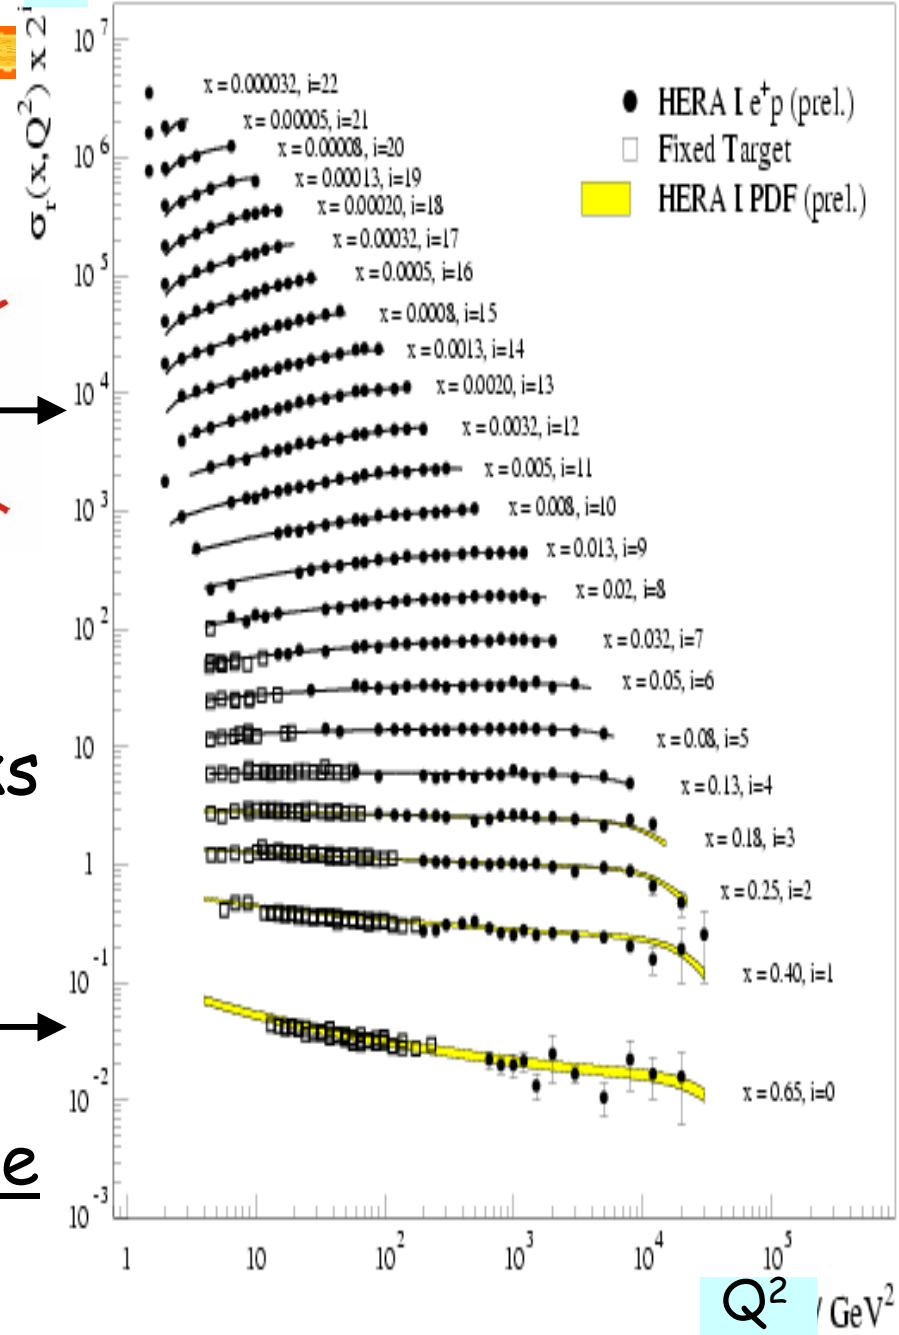 σr(x,Q²) x 2ⁱ
10⁷
10⁶
10⁵
10⁴
10³
10²
10
1
10⁻¹
10⁻²
10⁻³
HERA I e⁺p (prel.)
Fixed Target
HERA I PDF (prel.)
x = 0.000032, i=22
x = 0.00005, i=21
x = 0.00008, i=20
x = 0.00013, i=19
x = 0.00020, i=18
x = 0.00032, i=17
x = 0.0005, i=16
x = 0.0008, i=15
x = 0.0013, i=14
x = 0.0020, i=13
x = 0.0032, i=12
x = 0.005, i=11
x = 0.008, i=10
x = 0.013, i=9
x = 0.02, i=8
x = 0.032, i=7
x = 0.05, i=6
x = 0.08, i=5
x = 0.13, i=4
x = 0.18, i=3
x = 0.25, i=2
x = 0.40, i=1
x = 0.65, i=0
ks
e
1 10 10² 10³ 10⁴ 10⁵
Q² / GeV²